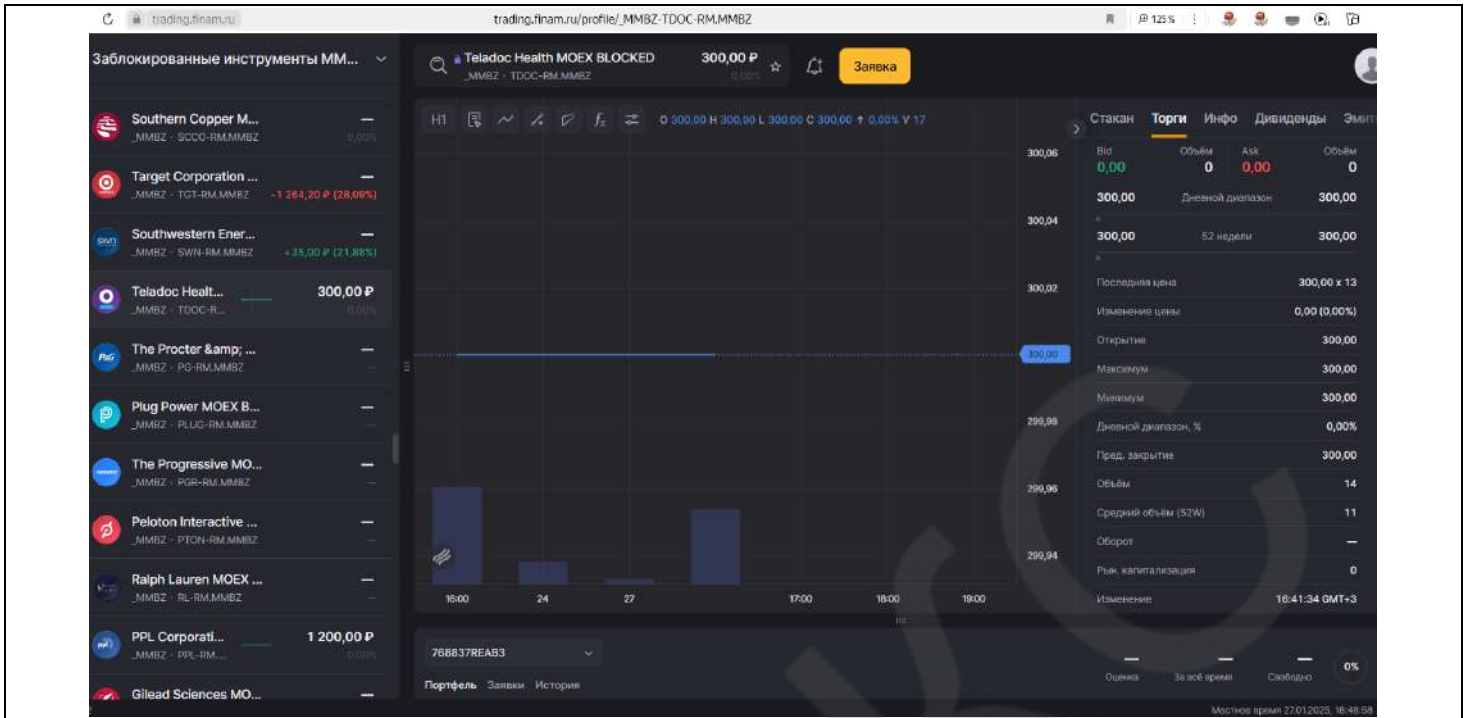 trading.finam.ru
trading.finam.ru/profile/_MMBZ-TDOC-RM.MMBZ
125 %
Заблокированные инструменты ММ...
Southern Copper M...
—
_MMBZ · SCCO-RM.MMBZ
0,00%
Target Corporation ...
—
_MMBZ · TGT-RM.MMBZ
-1 264,20 ₽ (28,09%)
Southwestern Ener...
—
_MMBZ · SWN-RM.MMBZ
+35,00 ₽ (21,88%)
Teladoc Healt...
300,00 ₽
_MMBZ · TDOC-R...
0,00%
The Procter &amp; ...
—
_MMBZ · PG-RM.MMBZ
—
Plug Power MOEX B...
—
_MMBZ · PLUG-RM.MMBZ
—
The Progressive MO...
—
_MMBZ · PGR-RM.MMBZ
—
Peloton Interactive ...
—
_MMBZ · PTON-RM.MMBZ
—
Ralph Lauren MOEX ...
—
_MMBZ · RL-RM.MMBZ
—
PPL Corporati...
1 200,00 ₽
_MMBZ · PPL-RM....
0,00%
Gilead Sciences MO...
—
Teladoc Health MOEX BLOCKED
300,00 ₽
_MMBZ · TDOC-RM.MMBZ
0,00%
Заявка
H1
O 300,00 H 300,00 L 300,00 C 300,00 ↑ 0,00% V 17
300,06
300,04
300,02
300,00
299,98
299,96
299,94
16:00 24 27 17:00 18:00 19:00
Стакан Торги Инфо Дивиденды Эмит
Bid Объём Ask Объём
0,00 0 0,00 0
300,00 Дневной диапазон 300,00
300,00 52 недели 300,00
Последняя цена 300,00 x 13
Изменение цены 0,00 (0,00%)
Открытие 300,00
Максимум 300,00
Минимум 300,00
Дневной диапазон, % 0,00%
Пред. закрытие 300,00
Объём 14
Средний объём (52W) 11
Оборот —
Рын. капитализация 0
Изменение 16:41:34 GMT+3
768837REAB3
Портфель Заявки История
— — —
Оценка За всё время Свободно
0%
Местное время 27.01.2025, 16:48:58